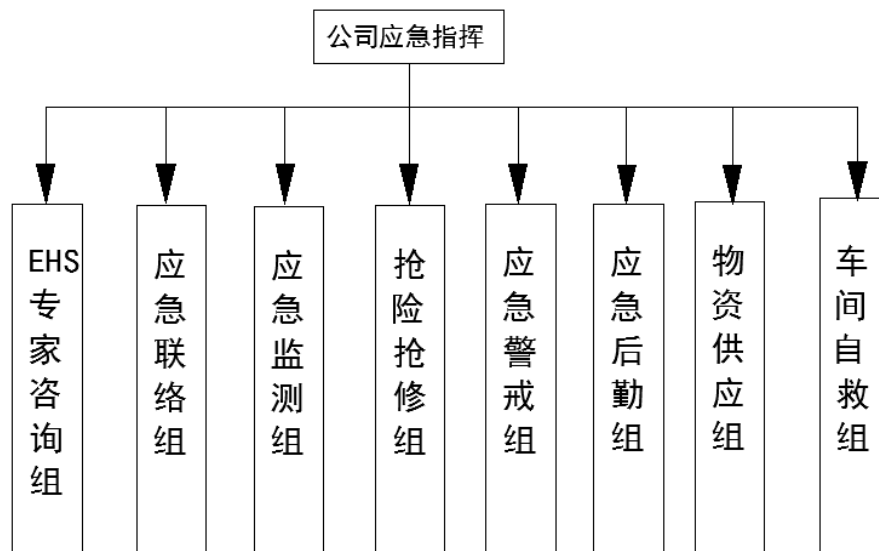 公司应急指挥
EHS专家咨询组
应急联络组
应急监测组
抢险抢修组
应急警戒组
应急后勤组
物资供应组
车间自救组